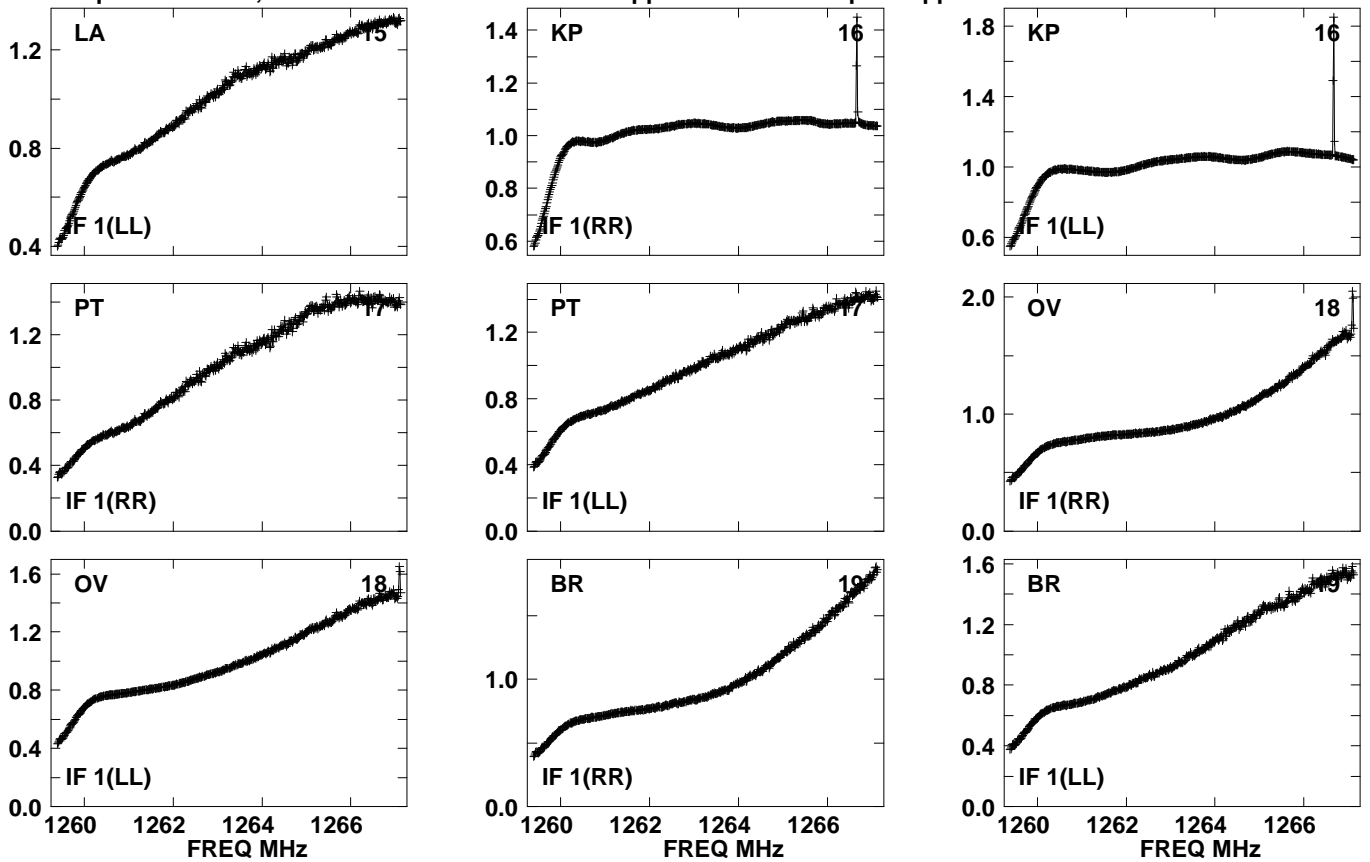 LA 15
1.2
0.8
0.4
IF 1(LL)
KP 16
1.4
1.2
1.0
0.8
0.6
IF 1(RR)
KP 16
1.8
1.4
1.0
0.6
IF 1(LL)
PT 17
1.2
0.8
0.4
0.0
IF 1(RR)
PT 17
1.2
0.8
0.4
0.0
IF 1(LL)
OV 18
2.0
1.0
0.0
IF 1(RR)
OV 18
1.6
1.2
0.8
0.4
0.0
IF 1(LL)
1260 1262 1264 1266
FREQ MHz
BR 19
1.0
0.0
IF 1(RR)
1260 1262 1264 1266
FREQ MHz
BR 19
1.6
1.2
0.8
0.4
0.0
IF 1(LL)
1260 1262 1264 1266
FREQ MHz